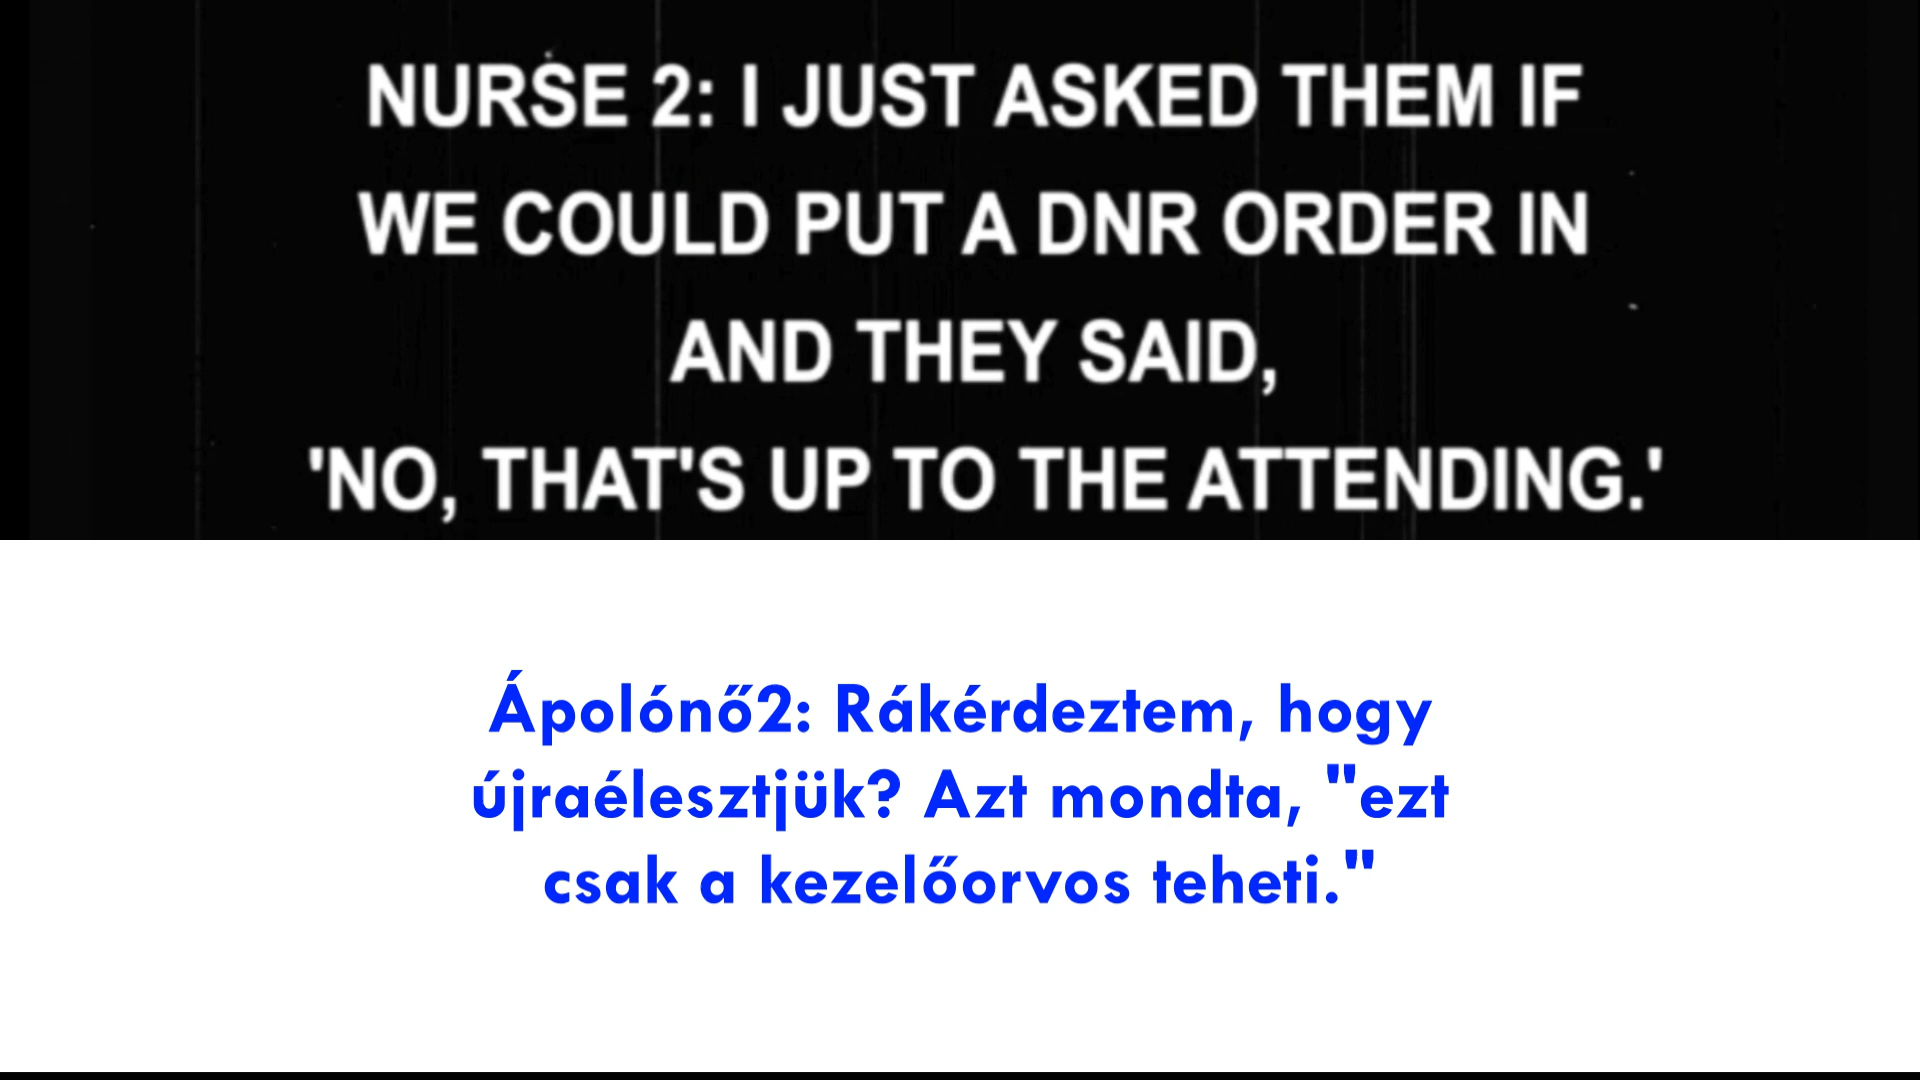 NURSE 2: I JUST ASKED THEM IF
WE COULD PUT A DNR ORDER IN
AND THEY SAID,
'NO, THAT'S UP TO THE ATTENDING.'
Ápolónő2: Rákérdeztem, hogy
újraélesztjük? Azt mondta, "ezt
csak a kezelőorvos teheti."